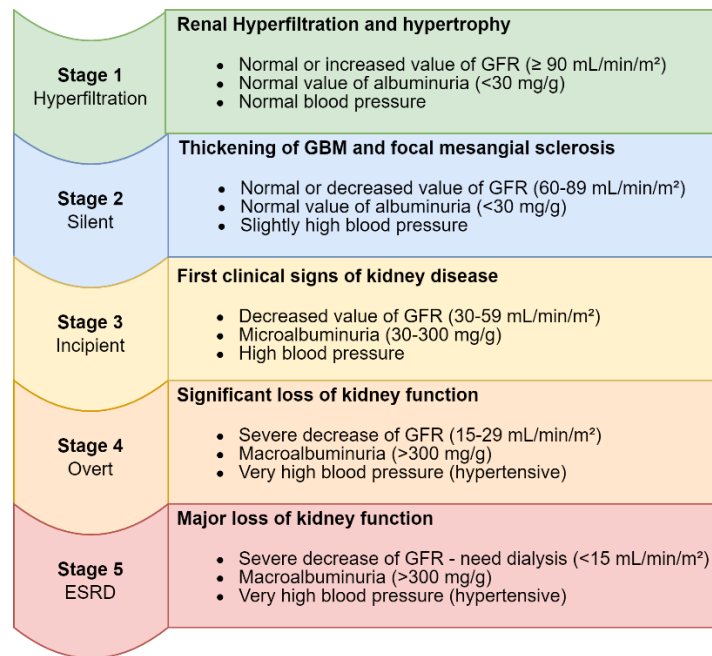 Renal Hyperfiltration and hypertrophy
Stage 1
Hyperfiltration
• Normal or increased value of GFR (≥ 90 mL/min/m²)
• Normal value of albuminuria (<30 mg/g)
• Normal blood pressure
Thickening of GBM and focal mesangial sclerosis
Stage 2
Silent
• Normal or decreased value of GFR (60-89 mL/min/m²)
• Normal value of albuminuria (<30 mg/g)
• Slightly high blood pressure
First clinical signs of kidney disease
Stage 3
Incipient
• Decreased value of GFR (30-59 mL/min/m²)
• Microalbuminuria (30-300 mg/g)
• High blood pressure
Significant loss of kidney function
Stage 4
Overt
• Severe decrease of GFR (15-29 mL/min/m²)
• Macroalbuminuria (>300 mg/g)
• Very high blood pressure (hypertensive)
Major loss of kidney function
Stage 5
ESRD
• Severe decrease of GFR - need dialysis (<15 mL/min/m²)
• Macroalbuminuria (>300 mg/g)
• Very high blood pressure (hypertensive)